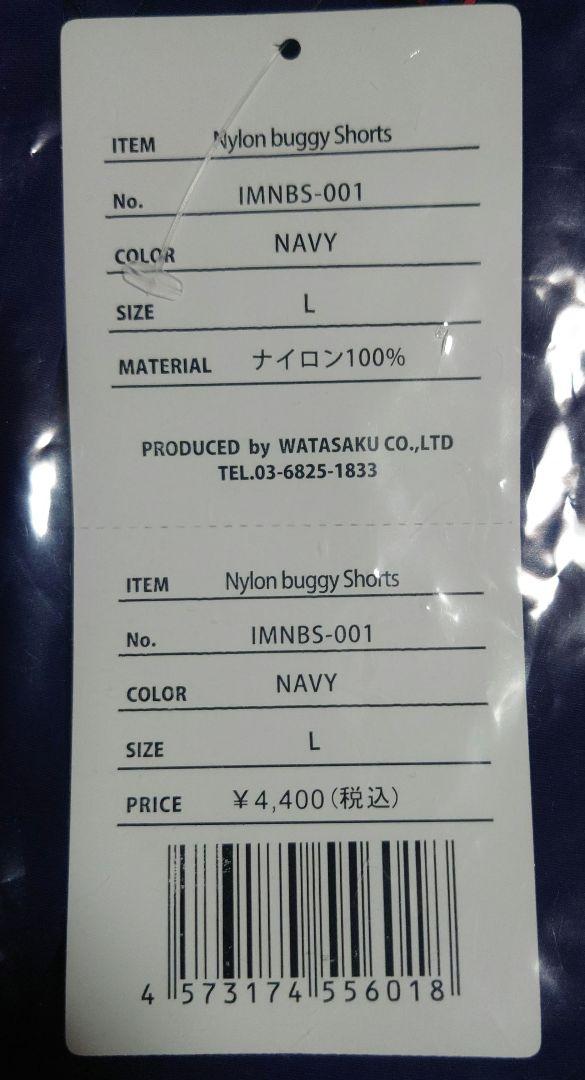 ITEM Nylon buggy Shorts
No. IMNBS-001
COLOR NAVY
SIZE L
MATERIAL ナイロン100%
PRODUCED by WATASAKU CO.,LTD
TEL.03-6825-1833
ITEM Nylon buggy Shorts
No. IMNBS-001
COLOR NAVY
SIZE L
PRICE ¥4,400(税込)
4 573174 556018